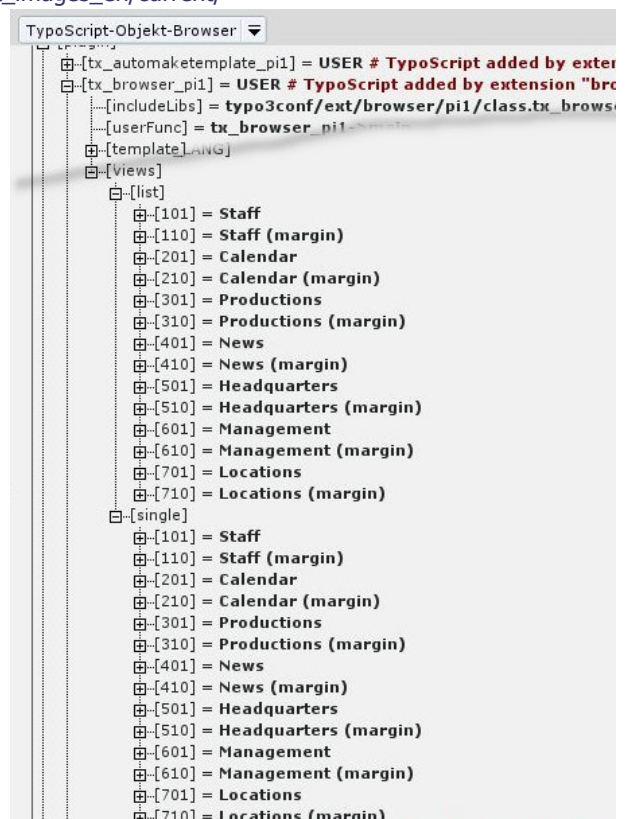 _images_en/current/
TypoScript-Objekt-Browser
[plugin]
[tx_automaketemplate_pi1] = USER # TypoScript added by exter
[tx_browser_pi1] = USER # TypoScript added by extension "bro
[includeLibs] = typo3conf/ext/browser/pi1/class.tx_brows
[userFunc] = tx_browser_pi1->main
[template]
[views]
[list]
[101] = Staff
[110] = Staff (margin)
[201] = Calendar
[210] = Calendar (margin)
[301] = Productions
[310] = Productions (margin)
[401] = News
[410] = News (margin)
[501] = Headquarters
[510] = Headquarters (margin)
[601] = Management
[610] = Management (margin)
[701] = Locations
[710] = Locations (margin)
[single]
[101] = Staff
[110] = Staff (margin)
[201] = Calendar
[210] = Calendar (margin)
[301] = Productions
[310] = Productions (margin)
[401] = News
[410] = News (margin)
[501] = Headquarters
[510] = Headquarters (margin)
[601] = Management
[610] = Management (margin)
[701] = Locations
[710] = Locations (margin)